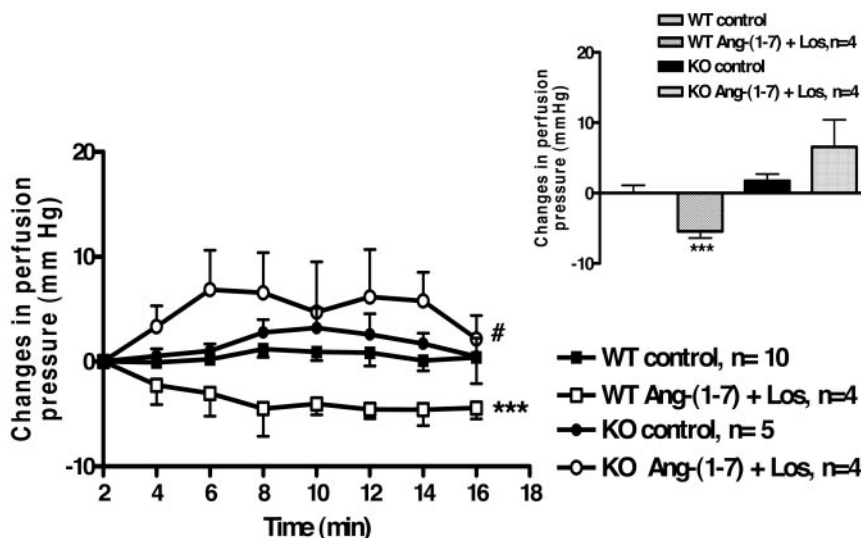 WT control
WT Ang-(1-7) + Los,n=4
KO control
KO Ang-(1-7) + Los, n=4
Changes in perfusion
pressure (mmHg)
20
10
0
-10
***
Changes in perfusion
pressure (mm Hg)
20
10
0
-10
2 4 6 8 10 12 14 16 18
Time (min)
#
***
WT control, n= 10
WT Ang-(1-7) + Los, n=4
KO control, n= 5
KO Ang-(1-7) + Los, n=4